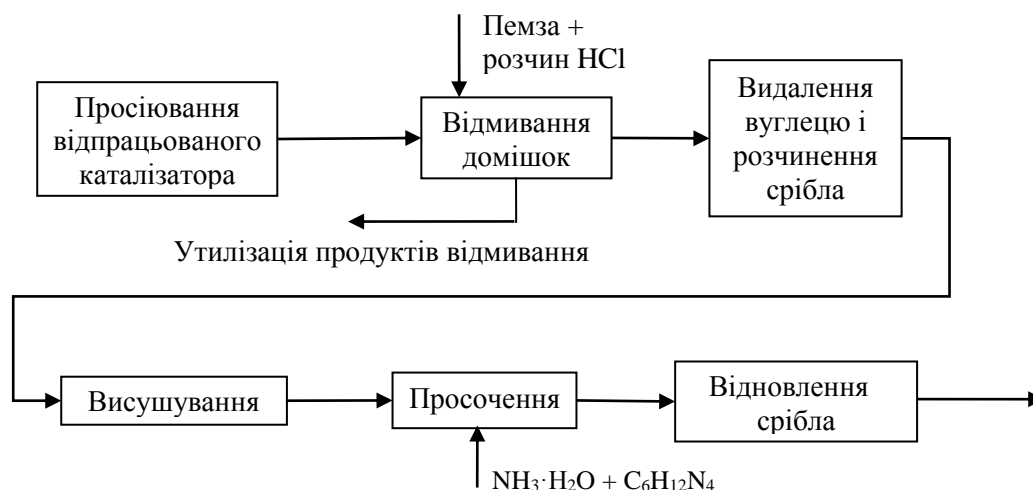 Пемза +
розчин HCl
Просіювання
відпрацьованого
каталізатора
Відмивання
домішок
Видалення
вуглецю і
розчинення
срібла
Утилізація продуктів відмивання
Висушування
Просочення
Відновлення
срібла
NH₃·H₂O + C₆H₁₂N₄